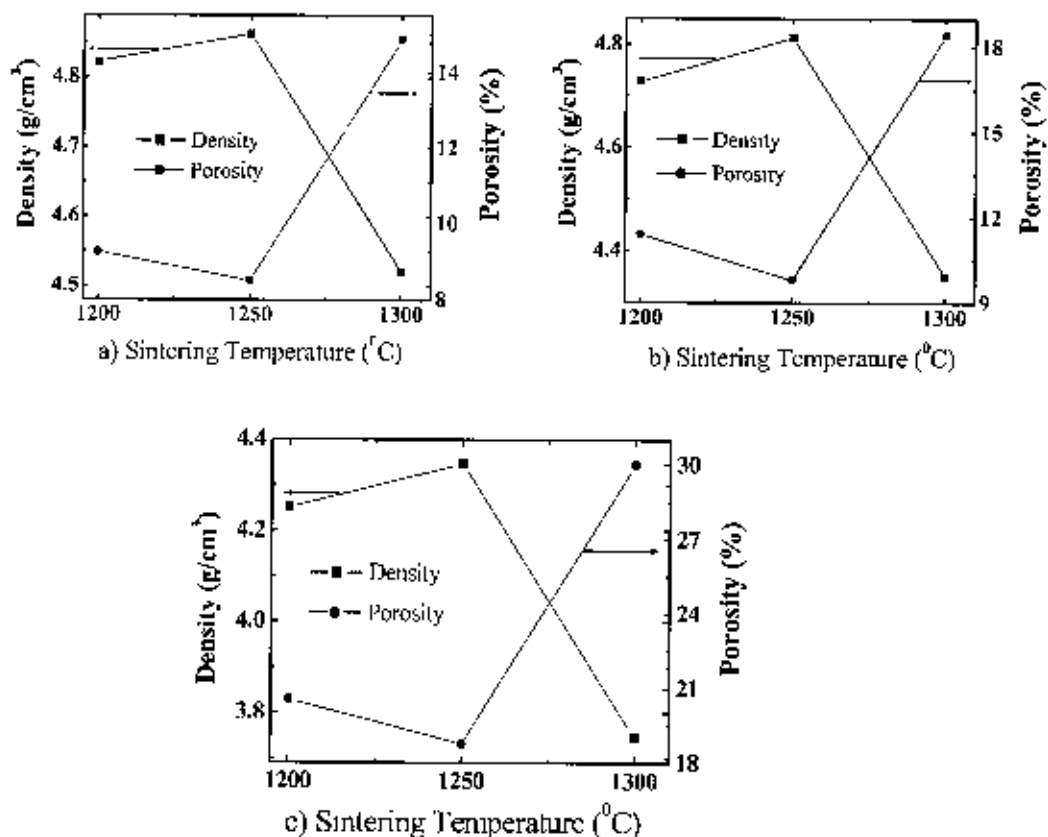 Density (g/cm³)
4.8
4.7
4.6
4.5
Density
Porosity
14
12
10
8
Porosity (%)
1200
1250
1300
a) Sintering Temperature (⁰C)
Density (g/cm³)
4.8
4.6
4.4
Density
Porosity
18
15
12
9
Porosity (%)
1200
1250
1300
b) Sintering Temperature (⁰C)
Density (g/cm³)
4.4
4.2
4.0
3.8
Density
Porosity
30
27
24
21
18
Porosity (%)
1200
1250
1300
c) Sintering Temperature (⁰C)